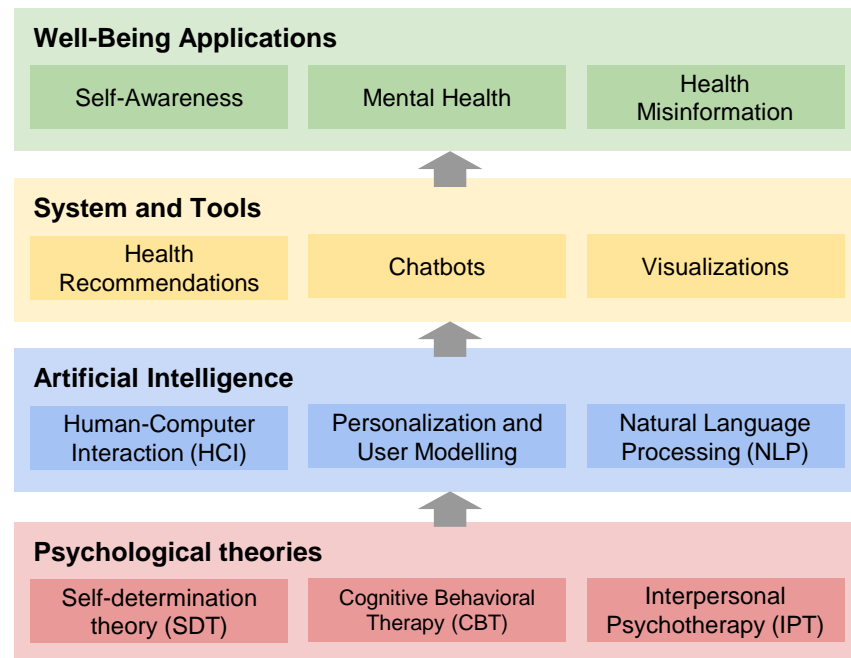 Well-Being Applications
Self-Awareness
Mental Health
Health
Misinformation
System and Tools
Health
Recommendations
Chatbots
Visualizations
Artificial Intelligence
Human-Computer
Interaction (HCI)
Personalization and
User Modelling
Natural Language
Processing (NLP)
Psychological theories
Self-determination
theory (SDT)
Cognitive Behavioral
Therapy (CBT)
Interpersonal
Psychotherapy (IPT)